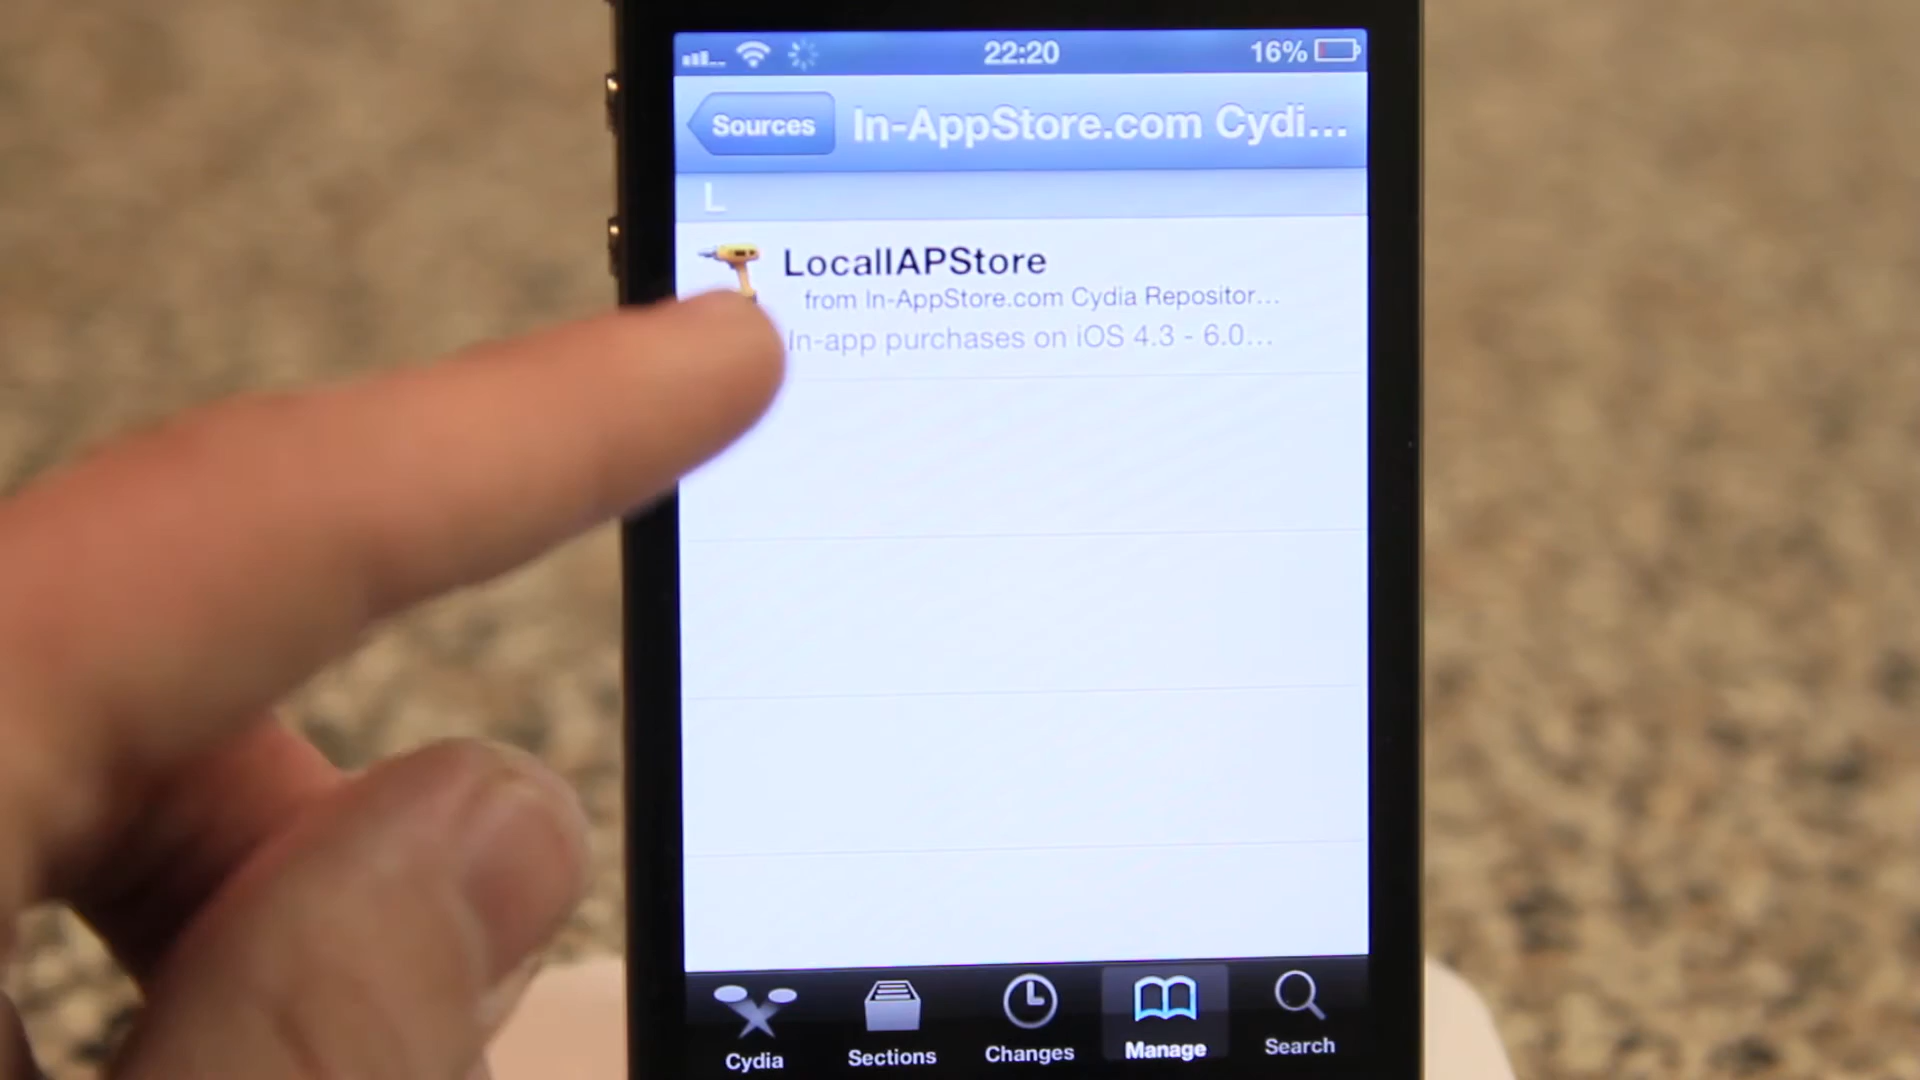 22:20
16%
Sources
In-AppStore.com Cydi...
L
LocalIAPStore
from In-AppStore.com Cydia Repositor...
In-app purchases on iOS 4.3 - 6.0...
Cydia
Sections
Changes
Manage
Search